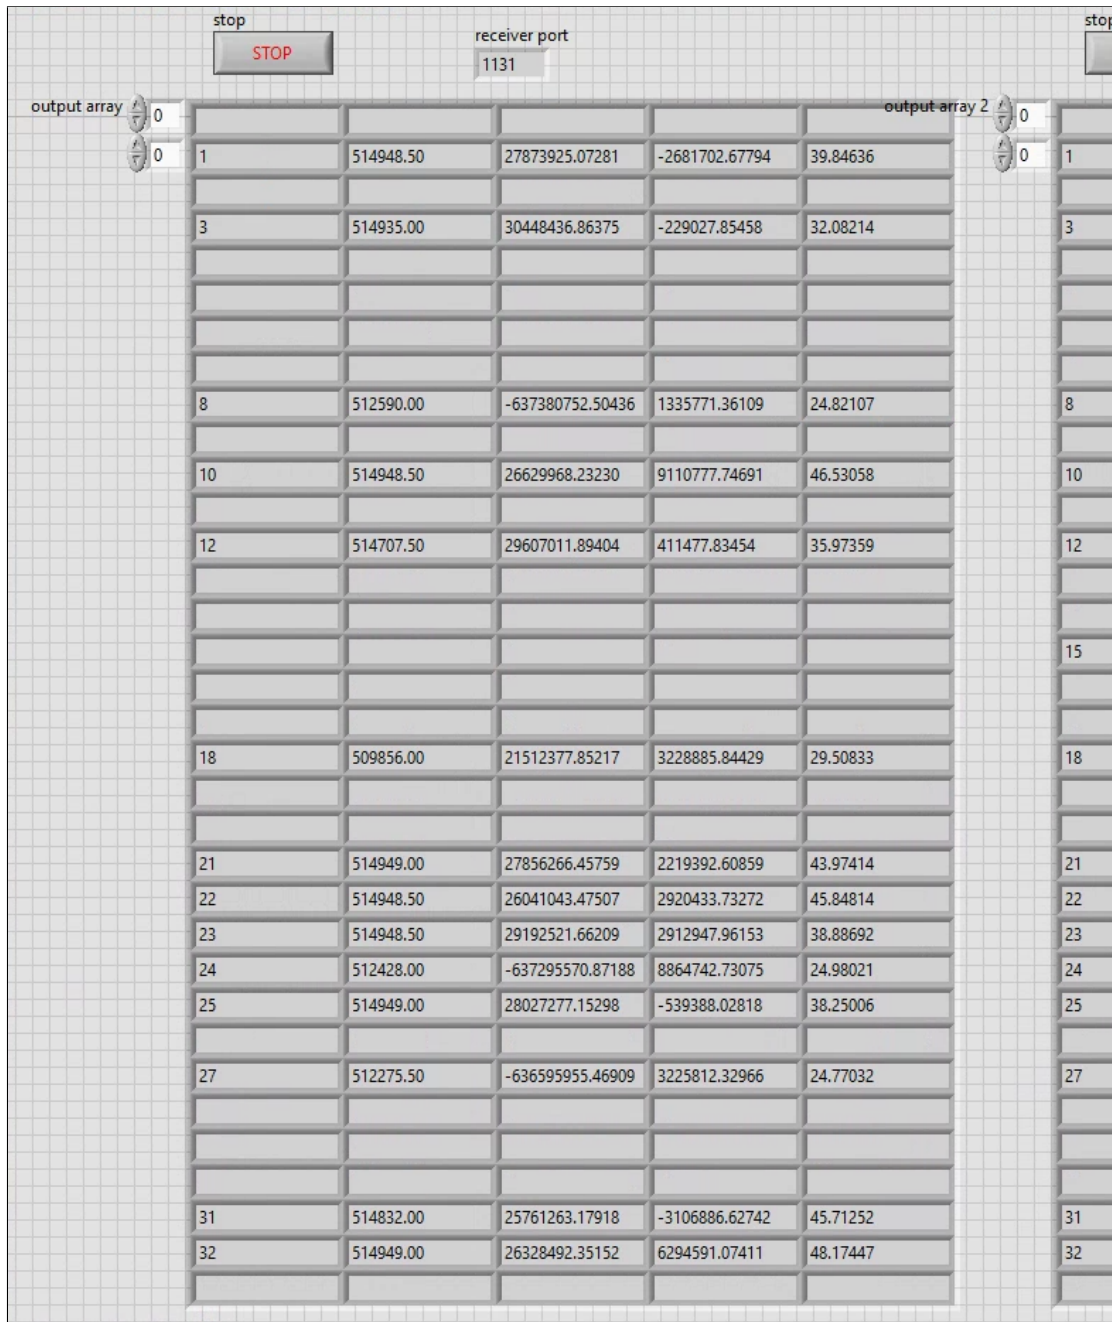 stop
stop
STOP
receiver port
1131
output array 0
output array 2 0
0
0
1 514948.50 27873925.07281 -2681702.67794 39.84636 1
3 514935.00 30448436.86375 -229027.85458 32.08214 3
8 512590.00 -637380752.50436 1335771.36109 24.82107 8
10 514948.50 26629968.23230 9110777.74691 46.53058 10
12 514707.50 29607011.89404 411477.83454 35.97359 12
15
18 509856.00 21512377.85217 3228885.84429 29.50833 18
21 514949.00 27856266.45759 2219392.60859 43.97414 21
22 514948.50 26041043.47507 2920433.73272 45.84814 22
23 514948.50 29192521.66209 2912947.96153 38.88692 23
24 512428.00 -637295570.87188 8864742.73075 24.98021 24
25 514949.00 28027277.15298 -539388.02818 38.25006 25
27 512275.50 -636595955.46909 3225812.32966 24.77032 27
31 514832.00 25761263.17918 -3106886.62742 45.71252 31
32 514949.00 26328492.35152 6294591.07411 48.17447 32